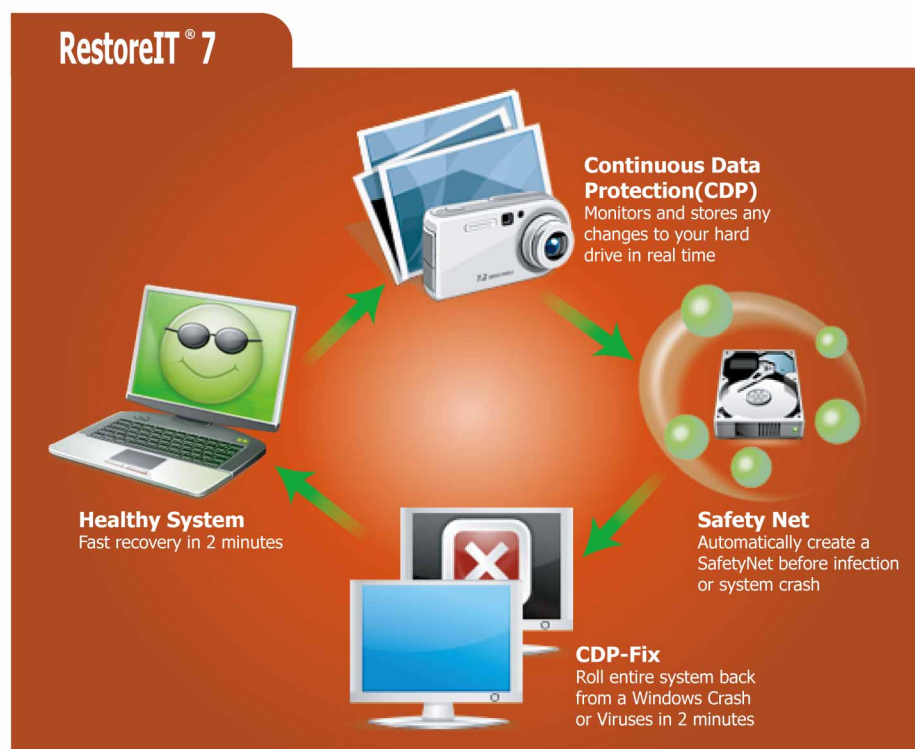 RestoreIT ® 7
Continuous Data
Protection(CDP)
Monitors and stores any
changes to your hard
drive in real time
7.2
Healthy System
Fast recovery in 2 minutes
Safety Net
Automatically create a
SafetyNet before infection
or system crash
CDP-Fix
Roll entire system back
from a Windows Crash
or Viruses in 2 minutes